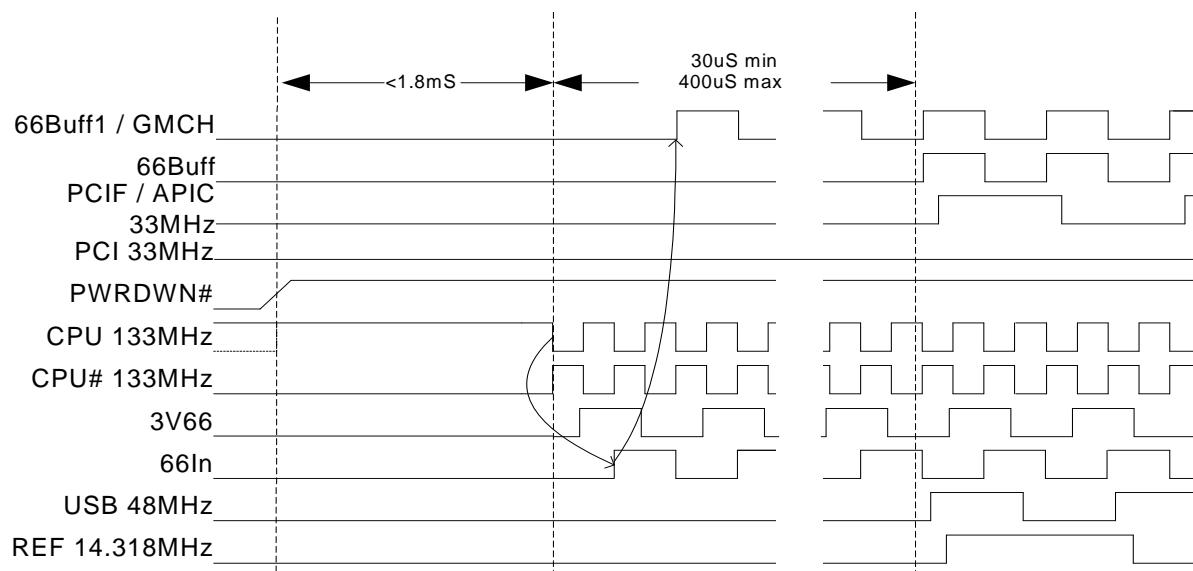 <1.8mS
30uS min
400uS max
66Buff1 / GMCH
66Buff
PCIF / APIC
33MHz
PCI 33MHz
PWRDWN#
CPU 133MHz
CPU# 133MHz
3V66
66In
USB 48MHz
REF 14.318MHz